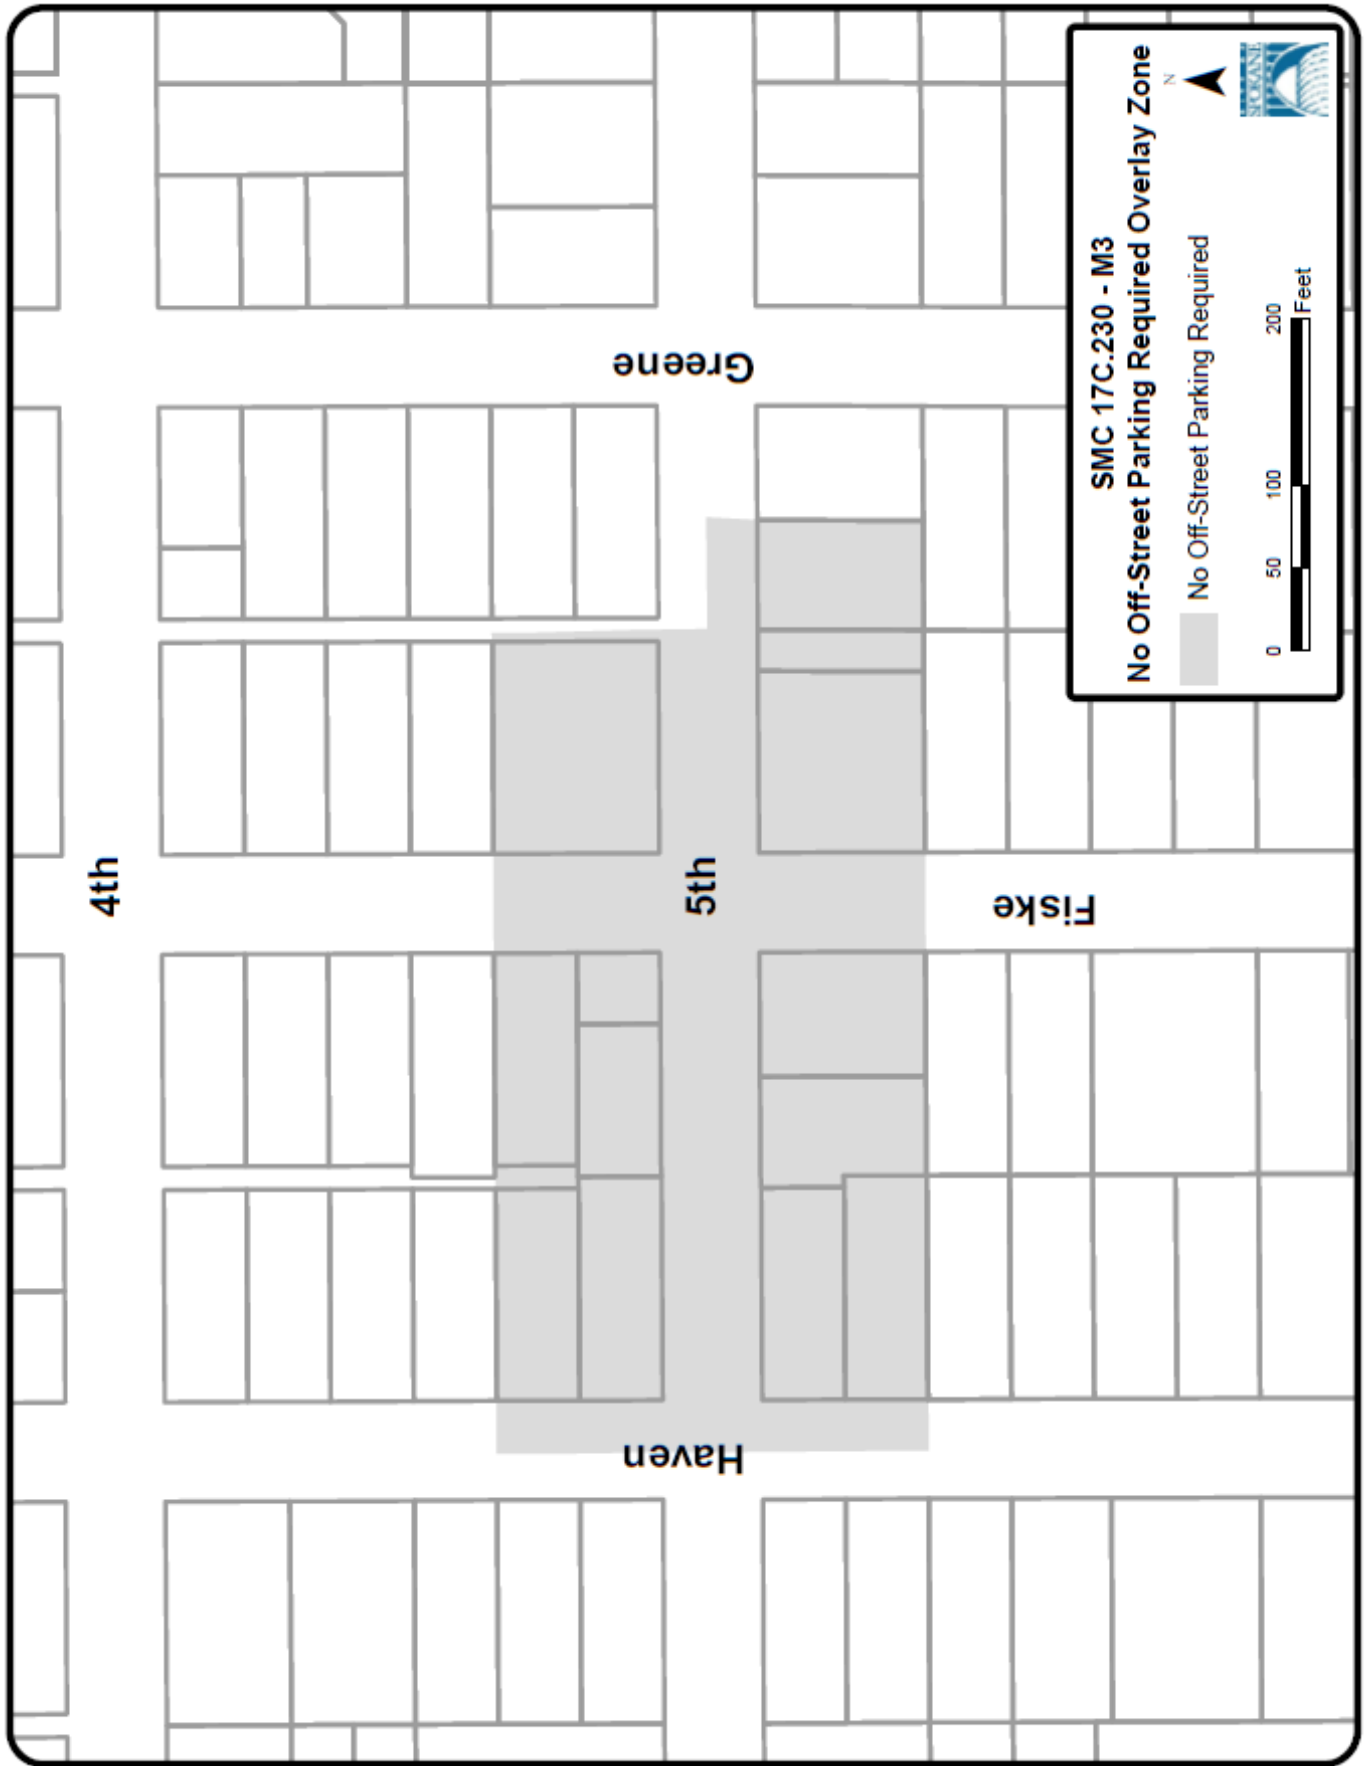 4th
5th
Haven
Fiske
Greene
SMC 17C.230 - M3
No Off-Street Parking Required Overlay Zone
No Off-Street Parking Required
N
0 50 100 200
Feet
SPOKANE